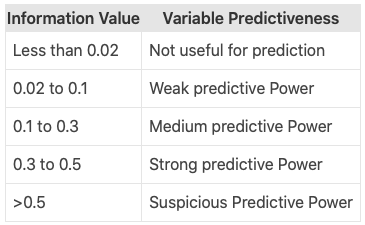 Information Value Variable Predictiveness
Less than 0.02 Not useful for prediction
0.02 to 0.1 Weak predictive Power
0.1 to 0.3 Medium predictive Power
0.3 to 0.5 Strong predictive Power
>0.5 Suspicious Predictive Power